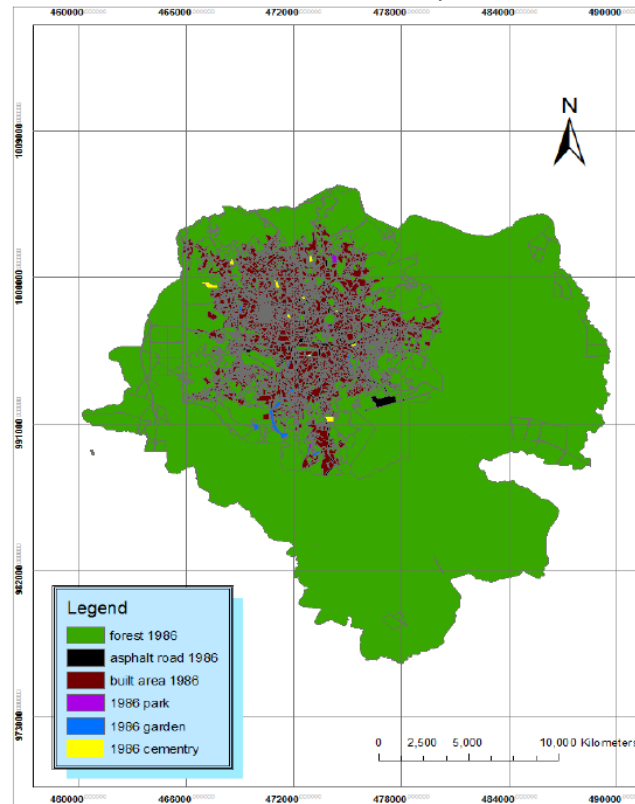 460000 466000 472000 478000 484000 490000
N
1009000
1000000
991000
982000
973000
Legend
forest 1986
asphalt road 1986
built area 1986
1986 park
1986 garden
1986 cementry
0 2,500 5,000 10,000 Kilometers
460000 466000 472000 478000 484000 490000